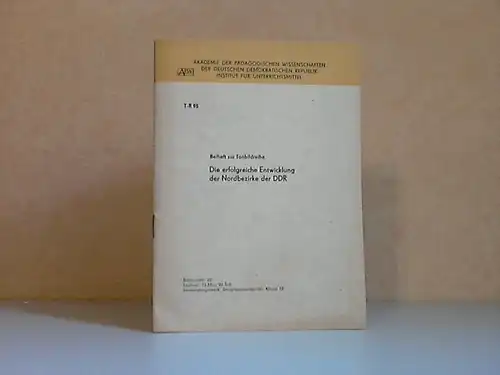 AKADEMIE DER PÄDAGOGISCHEN WISSENSCHAFTEN
DER DEUTSCHEN DEMOKRATISCHEN REPUBLIK
INSTITUT FÜR UNTERRICHTSMITTEL
Beiheft zur Tonbildreihe
Die erfolgreiche Entwicklung
der Nordbezirke der DDR